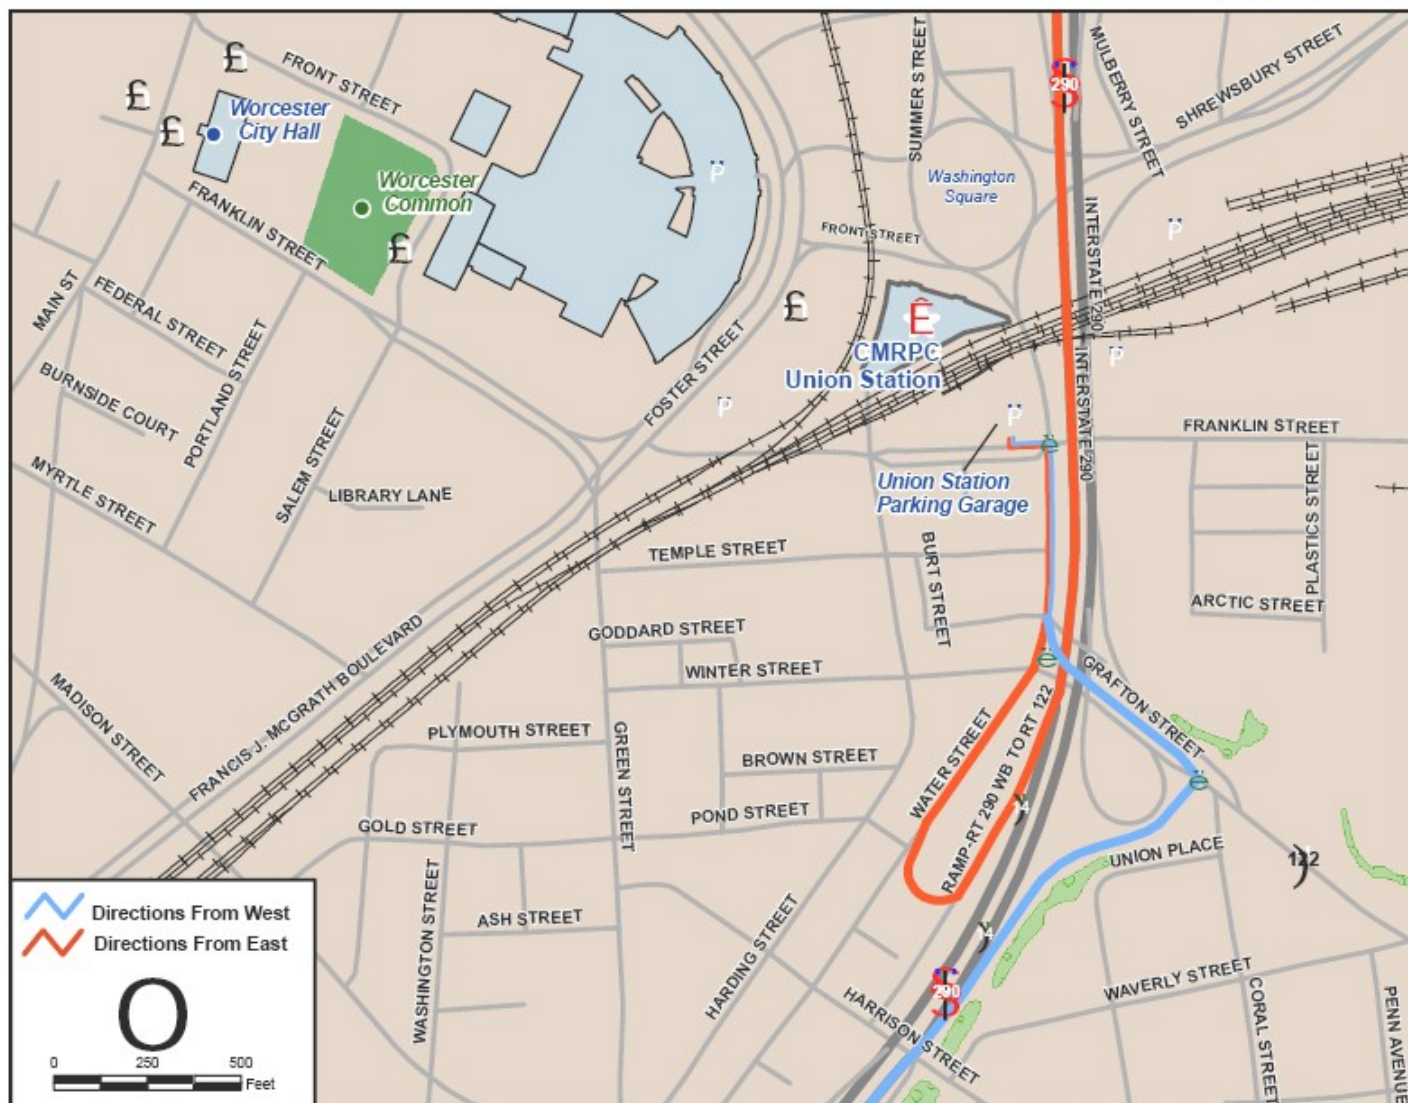 FRONT STREET
SUMMER STREET
290
MULBERRY STREET
SHREWSBURY STREET
£
£
£
Worcester
City Hall
P
Washington
Square
Worcester
Common
FRANKLIN STREET
FRONT STREET
INTERSTATE 290
P
£
MAIN ST
FEDERAL STREET
£
Ê
CMRPC
Union Station
P
BURNSIDE COURT
PORTLAND STREET
FOSTER STREET
P
P
INTERSTATE 290
FRANKLIN STREET
MYRTLE STREET
SALEM STREET
LIBRARY LANE
Union Station
Parking Garage
PLASTICS STREET
TEMPLE STREET
BURT STREET
ARCTIC STREET
GODDARD STREET
WINTER STREET
GRAFTON STREET
MADISON STREET
FRANCIS J. MCGRATH BOULEVARD
PLYMOUTH STREET
GREEN STREET
BROWN STREET
WATER STREET
RAMP-RT 290 WB TO RT 122
GOLD STREET
POND STREET
14
UNION PLACE
122
WASHINGTON STREET
ASH STREET
HARDING STREET
14
290
HARRISON STREET
WAVERLY STREET
CORAL STREET
PENN AVENUE
Directions From West
Directions From East
O
0 250 500
Feet